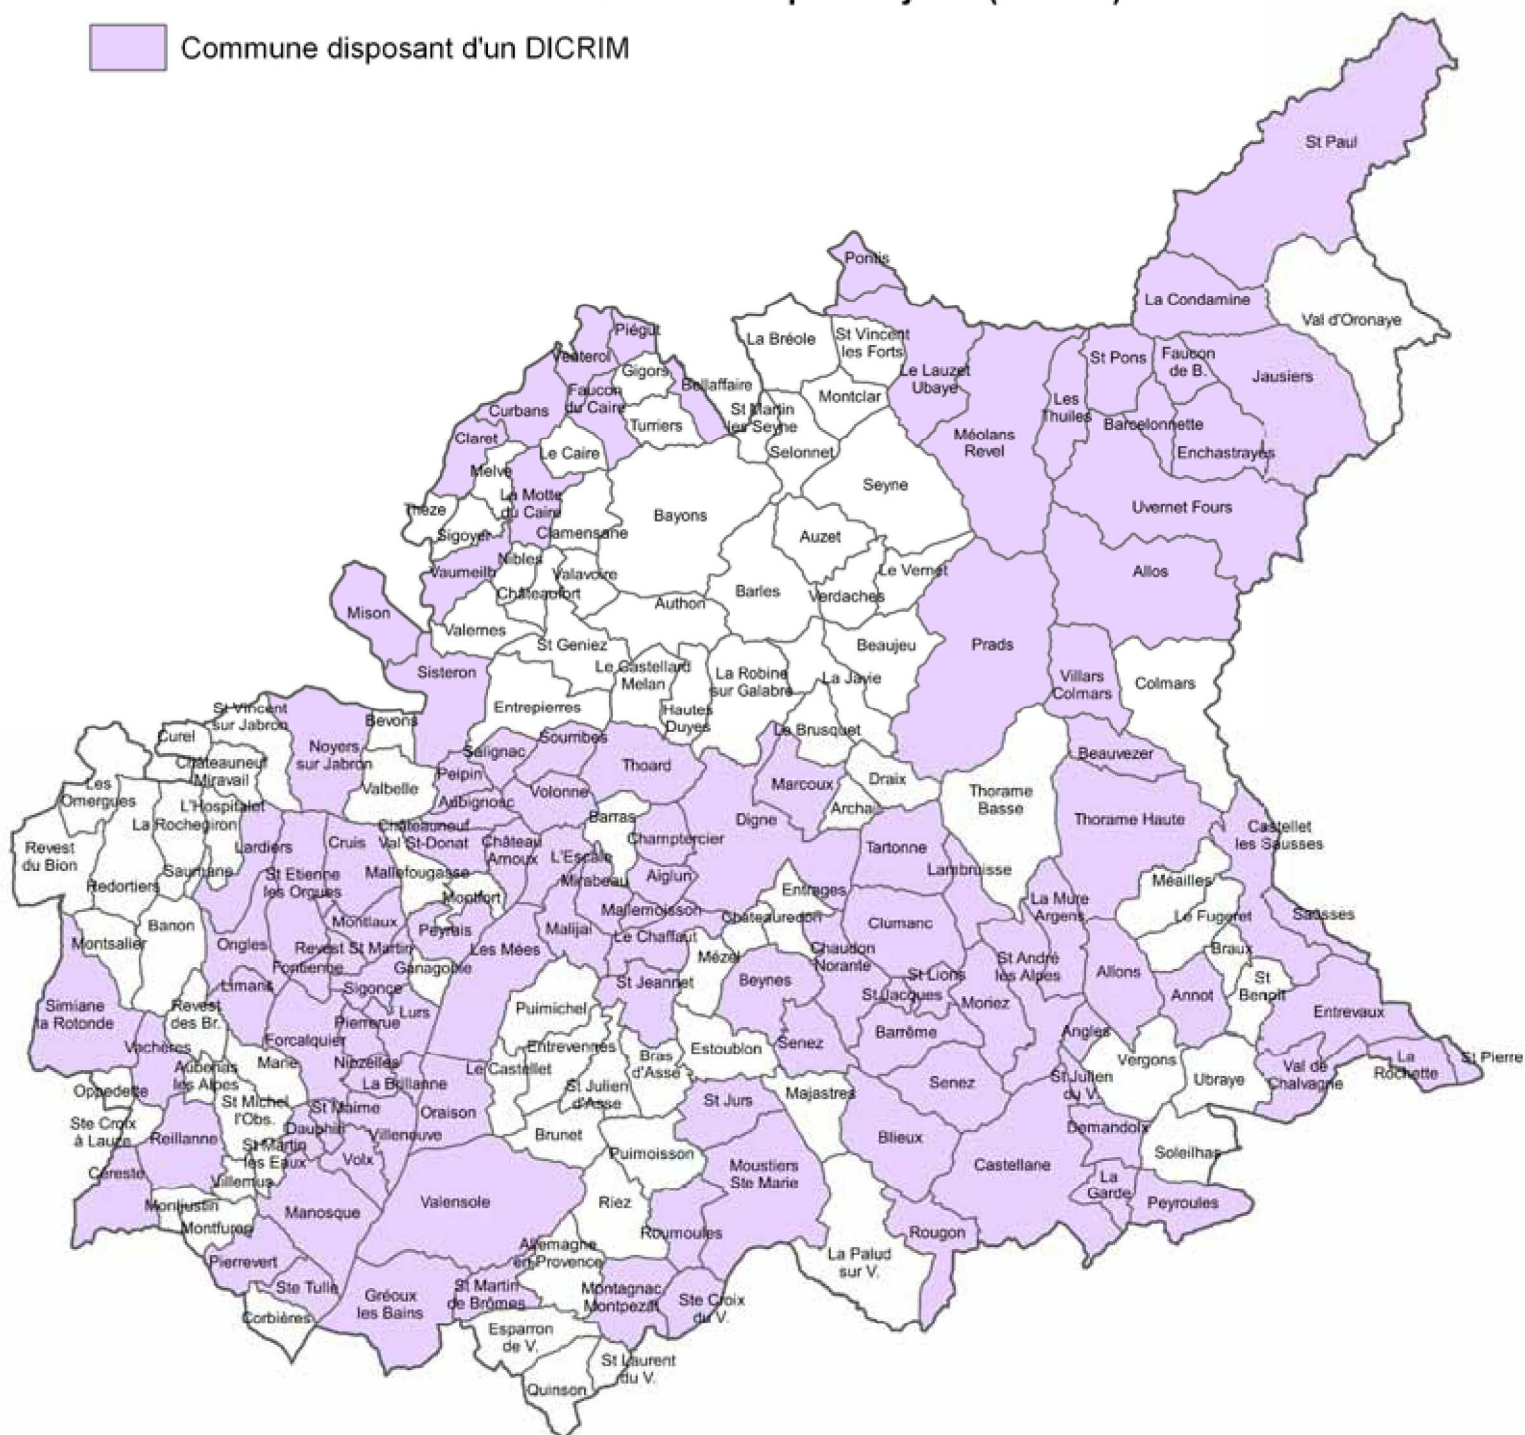 Commune disposant d'un DICRIM
St Paul
Pontis
La Condamine
Val d'Oronaye
Piégut
La Bréole
St Vincent
les Forts
Venterol
St Pons
Faucon
de B.
Gigors
Le Lauzet
Ubaye
Jausiers
Faucon
du Caire
Bellaffaire
Montclar
Les
Thuiles
Curbans
St Martin
les Seyne
Turriers
Barcelonnette
Claret
Méolans
Revel
Le Caire
Selonnet
Enchastrayes
Melve
La Motte
du Caire
Seyne
Thèze
Bayons
Uvernet Fours
Sigoyer
Clamensane
Auzet
Nibles
Vaumeilh
Valavoire
Le Vernet
Allos
Châteaufort
Barles
Verdaches
Authon
Mison
Valernes
St Geniez
Beaujeu
Prads
Sisteron
Le Castellard
Melan
La Robine
sur Galabre
La Javie
Villars
Colmars
Colmars
Entrepierres
Hautes
Duyes
St Vincent
sur Jabron
Bevons
Curel
Le Brusquet
Noyers
sur Jabron
Salignac
Sourribes
Beauvezer
Châteauneuf
Miravail
Peipin
Thoard
Les
Omergues
Valbelle
Marcoux
Draix
Volonne
Thorame
Basse
L'Hospitalet
Aubignosc
Archail
La Rochegiron
Barras
Digne
Thorame Haute
Châteauneuf
Val St-Donat
Revest
du Bion
Lardiers
Cruis
Château
Arnoux
Champtercier
Castellet
les Sausses
L'Escale
Tartonne
Saumane
St Etienne
les Orgues
Mallefougasse
Mirabeau
Aiglun
Lambruisse
Redortiers
Montfort
Entrages
Méailles
La Mure
Argens
Banon
Montlaux
Mallemoisson
Châteauredon
Clumanc
Le Fugeret
Sausses
Montsalier
Ongles
Revest St Martin
Peyruis
Les Mées
Malijai
Le Chaffaut
Chaudon
Norante
Braux
Fontienne
Ganagobie
Mézel
St André
les Alpes
Allons
Limans
Sigonce
St Jeannet
Beynes
St Lions
Annot
St
Benoît
Simiane
la Rotonde
Revest
des Br.
Lurs
Puimichel
St Jacques
Moriez
Entrevaux
Pierrerue
Forcalquier
Barrême
Angles
Vachères
Entrevennes
Estoublon
Senez
Mane
Niozelles
Bras
d'Asse
Vergons
Val de
Chalvagne
La
Rochette
St Pierre
Aubenas
les Alpes
Le Castellet
Oppedette
La Brillanne
St Julien
d'Asse
Senez
St Julien
du V.
Ubraye
St Michel
l'Obs.
St Maime
Oraison
St Jurs
Majastres
Ste Croix
à Lauze
Reillanne
Dauphin
Villeneuve
Brunet
Blieux
Demandolx
Soleilhas
St Martin
les Eaux
Volx
Puimoisson
Moustiers
Ste Marie
Castellane
Céreste
Villemus
La
Garde
Montjustin
Manosque
Valensole
Riez
Peyroules
Montfuron
Roumoules
Rougon
Pierrevert
Allemagne
en Provence
La Palud
sur V.
Ste Tulle
Gréoux
les Bains
St Martin
de Brômes
Montagnac
Montpezat
Ste Croix
du V.
Corbières
Esparron
de V.
St Laurent
du V.
Quinson